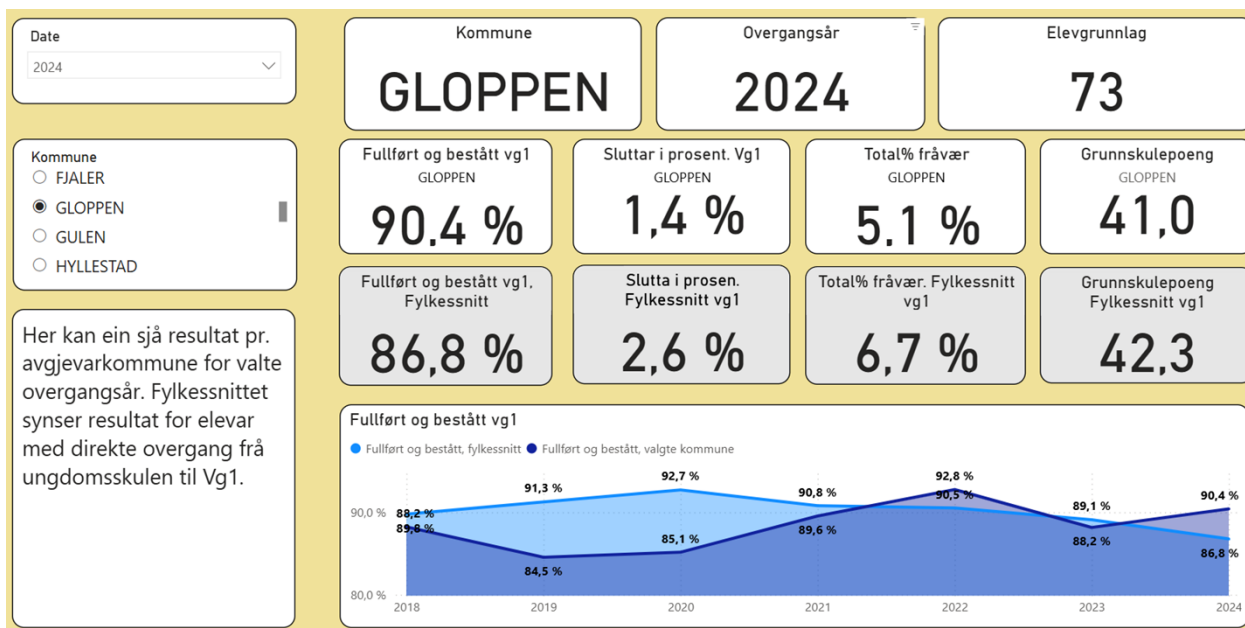 Date
2024
Kommune
FJALER
GLOPPEN
GULEN
HYLLESTAD
Her kan ein sjå resultat pr.
avgjevarkommune for valte
overgangsår. Fylkessnittet
synser resultat for elevar
med direkte overgang frå
ungdomsskulen til Vg1.
Kommune
GLOPPEN
Overgangsår
2024
Elevgrunnlag
73
Fullført og bestått vg1
GLOPPEN
90.4 %
Sluttar i prosent. Vg1
GLOPPEN
1,4 %
Total% fråvær
GLOPPEN
5,1 %
Grunnskulepoeng
GLOPPEN
41,0
Fullført og bestått vg1,
Fylkessnitt
86,8 %
Slutta i prosen.
Fylkessnitt vg1
2,6 %
Total% fråvær. Fylkessnitt
vg1
6,7 %
Grunnskulepoeng
Fylkessnitt vg1
42,3
Fullført og bestått vg1
Fullført og bestått, fylkessnitt Fullført og bestått, valgte kommune
90,0 %
80,0 %
88,2 %
89,8 %
91,3 %
84,5 %
92,7 %
85,1 %
90,8 %
89,6 %
92,8 %
90,5 %
89,1 %
88,2 %
90,4 %
86,8 %
2018 2019 2020 2021 2022 2023 2024